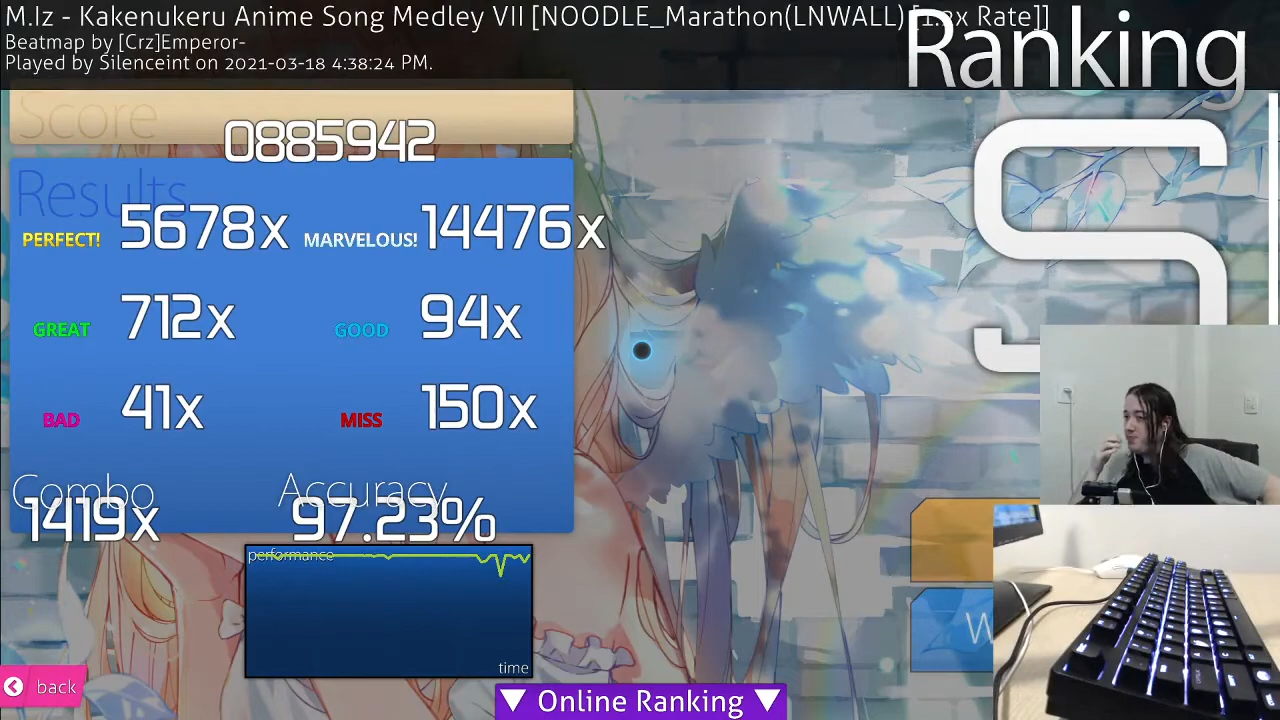 M.Iz - Kakenukeru Anime Song Medley VII [NOODLE_Marathon(LNWALL) Rate]]
Beatmap by [Crz]Emperor-
Played by Silenceint on 2021-03-18 4:38:24 PM.
Ranking
Score
0885942
Results
PERFECT! 5678x MARVELOUS! 14476x
GREAT 712x GOOD 94x
BAD 41x MISS 150x
Combo Accuracy
1419x 97.23%
performance
time
S
W
back
▼ Online Ranking ▼